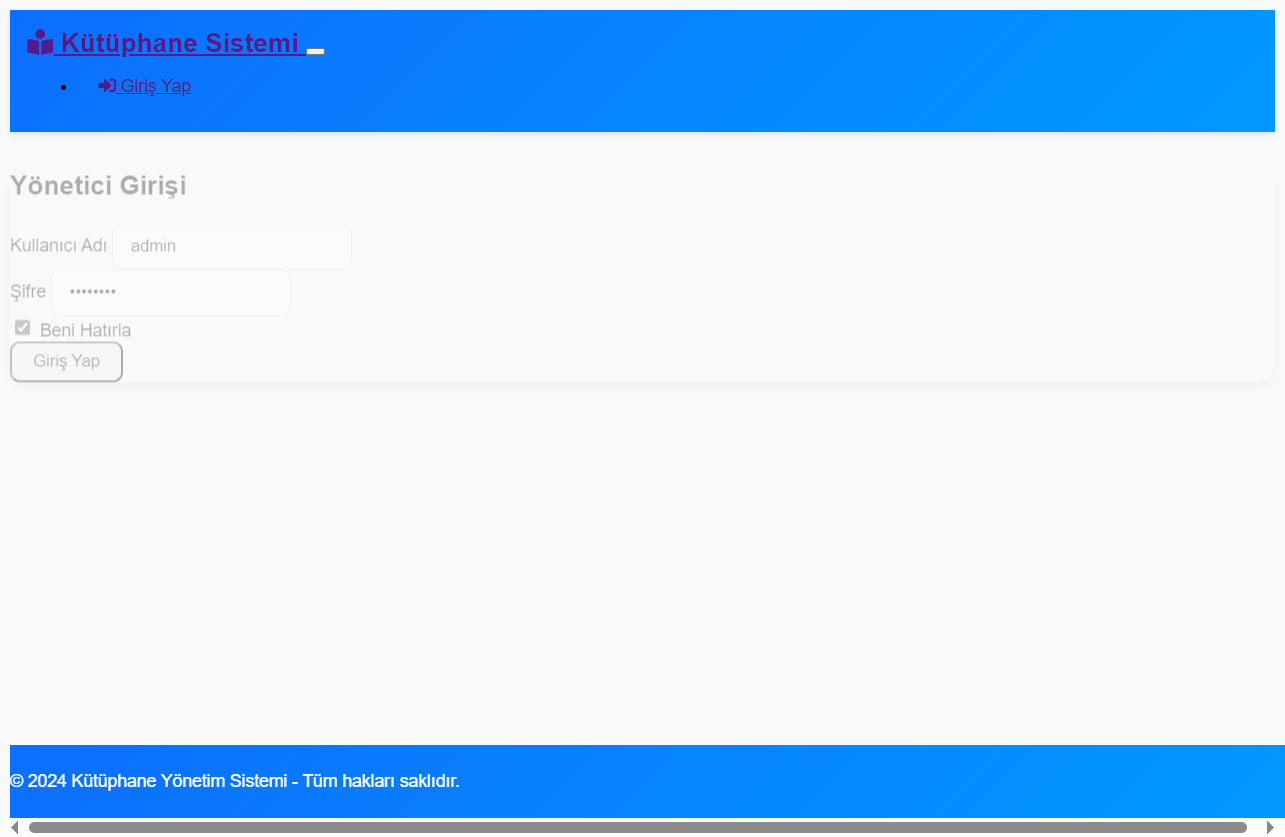 Kütüphane Sistemi
Giriş Yap
Yönetici Girişi
Kullanıcı Adı admin
Şifre ••••••••
Beni Hatırla
Giriş Yap
© 2024 Kütüphane Yönetim Sistemi - Tüm hakları saklıdır.